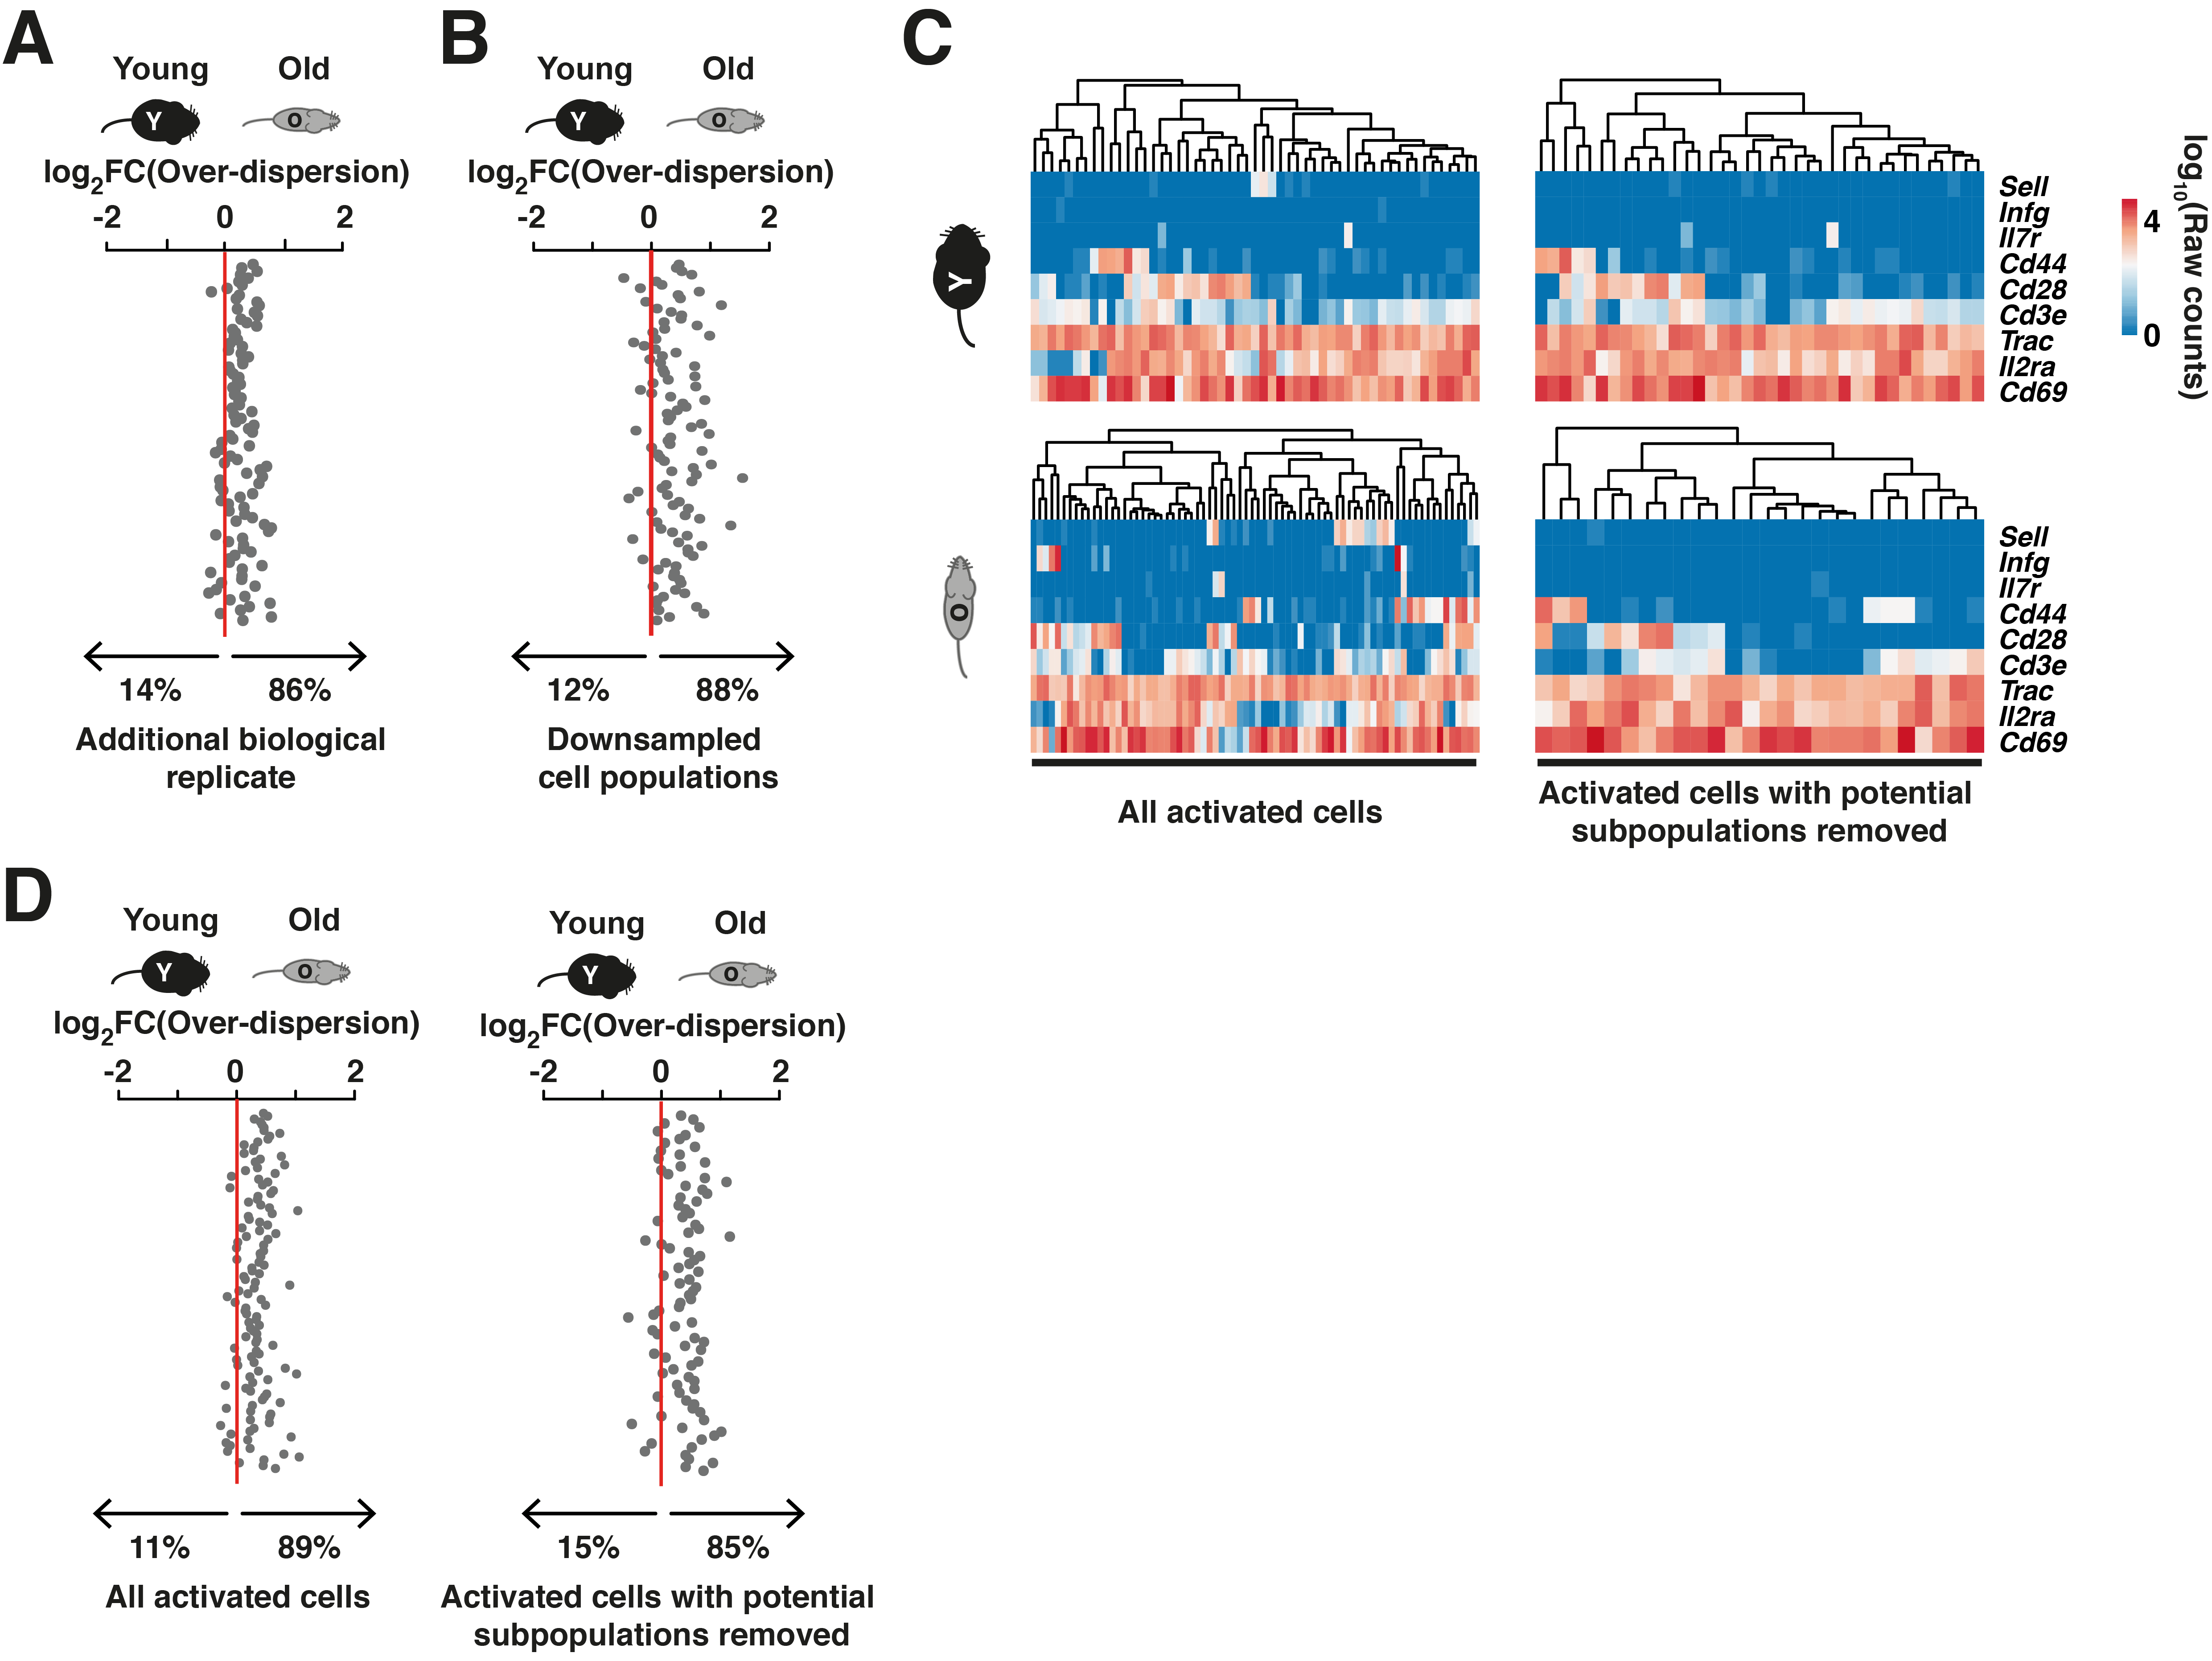 A
Young Old
Y O
log2FC(Over-dispersion)
-2 0 2
14% 86%
Additional biological
replicate
B
Young Old
Y O
log2FC(Over-dispersion)
-2 0 2
12% 88%
Downsampled
cell populations
C
Y
Sell
Infg
Il7r
Cd44
Cd28
Cd3e
Trac
Il2ra
Cd69
log10(Raw counts)
4
0
O
Sell
Infg
Il7r
Cd44
Cd28
Cd3e
Trac
Il2ra
Cd69
All activated cells
Activated cells with potential
subpopulations removed
D
Young Old
Y O
log2FC(Over-dispersion)
-2 0 2
11% 89%
All activated cells
Young Old
Y O
log2FC(Over-dispersion)
-2 0 2
15% 85%
Activated cells with potential
subpopulations removed